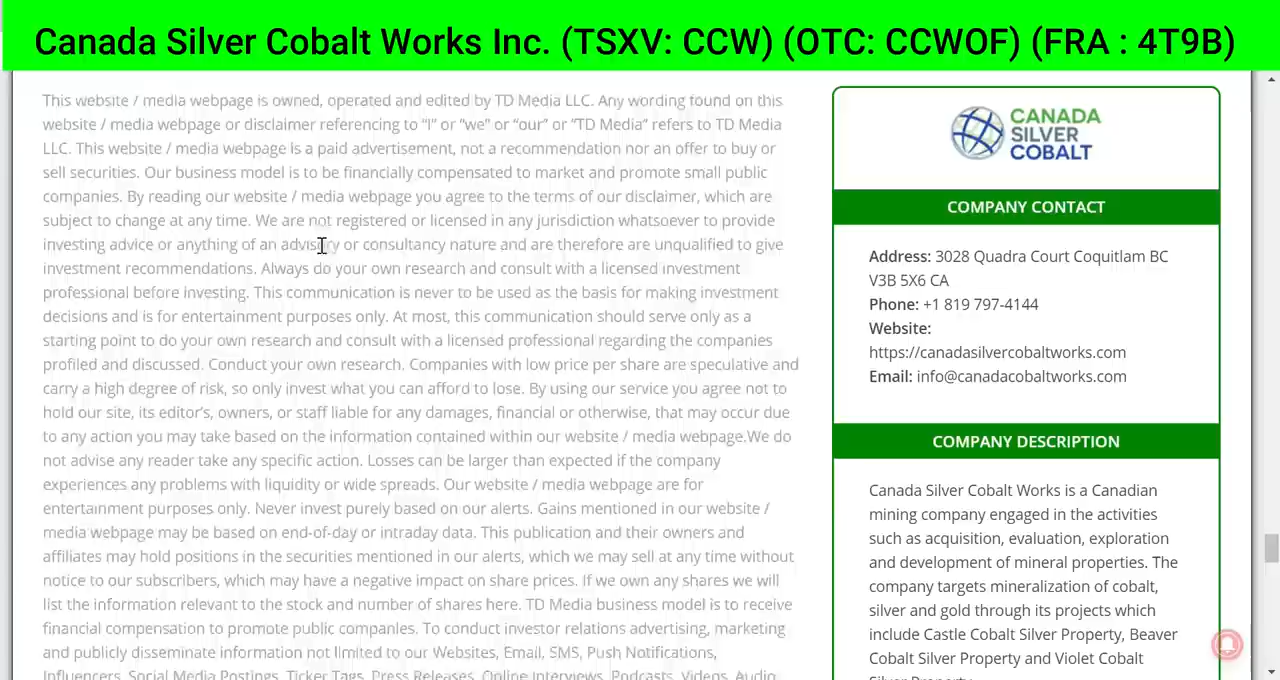 Canada Silver Cobalt Works Inc. (TSXV: CCW) (OTC: CCWOF) (FRA : 4T9B)
This website / media webpage is owned, operated and edited by TD Media LLC. Any wording found on this
website / media webpage or disclaimer referencing to “I” or “we” or “our” or “TD Media” refers to TD Media
LLC. This website / media webpage is a paid advertisement, not a recommendation nor an offer to buy or
sell securities. Our business model is to be financially compensated to market and promote small public
companies. By reading our website / media webpage you agree to the terms of our disclaimer, which are
subject to change at any time. We are not registered or licensed in any jurisdiction whatsoever to provide
investing advice or anything of an advisory or consultancy nature and are therefore are unqualified to give
investment recommendations. Always do your own research and consult with a licensed investment
professional before investing. This communication is never to be used as the basis for making investment
decisions and is for entertainment purposes only. At most, this communication should serve only as a
starting point to do your own research and consult with a licensed professional regarding the companies
profiled and discussed. Conduct your own research. Companies with low price per share are speculative and
carry a high degree of risk, so only invest what you can afford to lose. By using our service you agree not to
hold our site, its editor’s, owners, or staff liable for any damages, financial or otherwise, that may occur due
to any action you may take based on the information contained within our website / media webpage.We do
not advise any reader take any specific action. Losses can be larger than expected if the company
experiences any problems with liquidity or wide spreads. Our website / media webpage are for
entertainment purposes only. Never invest purely based on our alerts. Gains mentioned in our website /
media webpage may be based on end-of-day or intraday data. This publication and their owners and
affiliates may hold positions in the securities mentioned in our alerts, which we may sell at any time without
notice to our subscribers, which may have a negative impact on share prices. If we own any shares we will
list the information relevant to the stock and number of shares here. TD Media business model is to receive
financial compensation to promote public companies. To conduct investor relations advertising, marketing
and publicly disseminate information not limited to our Websites, Email, SMS, Push Notifications,
Influencers, Social Media Postings, Ticker Tags, Press Releases, Online Interviews, Podcasts, Videos, Audio
CANADA
SILVER
COBALT
COMPANY CONTACT
Address: 3028 Quadra Court Coquitlam BC
V3B 5X6 CA
Phone: +1 819 797-4144
Website:
https://canadasilvercobaltworks.com
Email: info@canadacobaltworks.com
COMPANY DESCRIPTION
Canada Silver Cobalt Works is a Canadian
mining company engaged in the activities
such as acquisition, evaluation, exploration
and development of mineral properties. The
company targets mineralization of cobalt,
silver and gold through its projects which
include Castle Cobalt Silver Property, Beaver
Cobalt Silver Property and Violet Cobalt
Silver Property